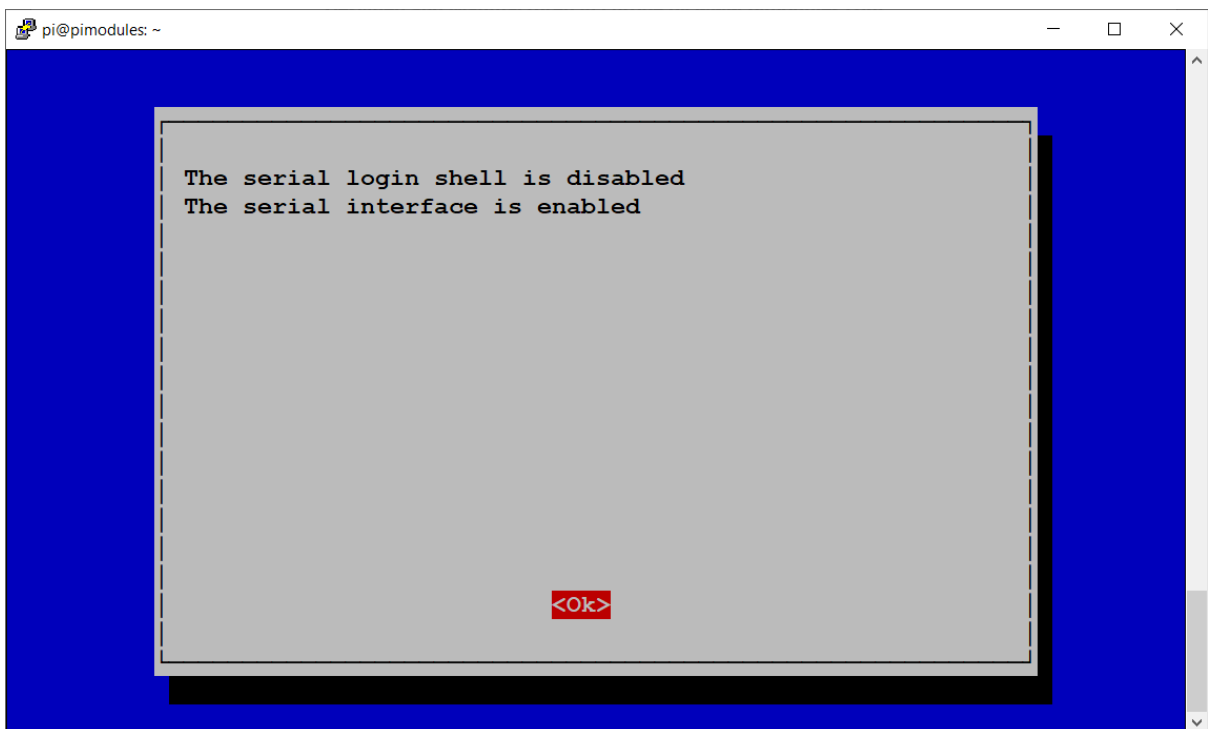 pi@pimodules: ~
The serial login shell is disabled
The serial interface is enabled
<Ok>